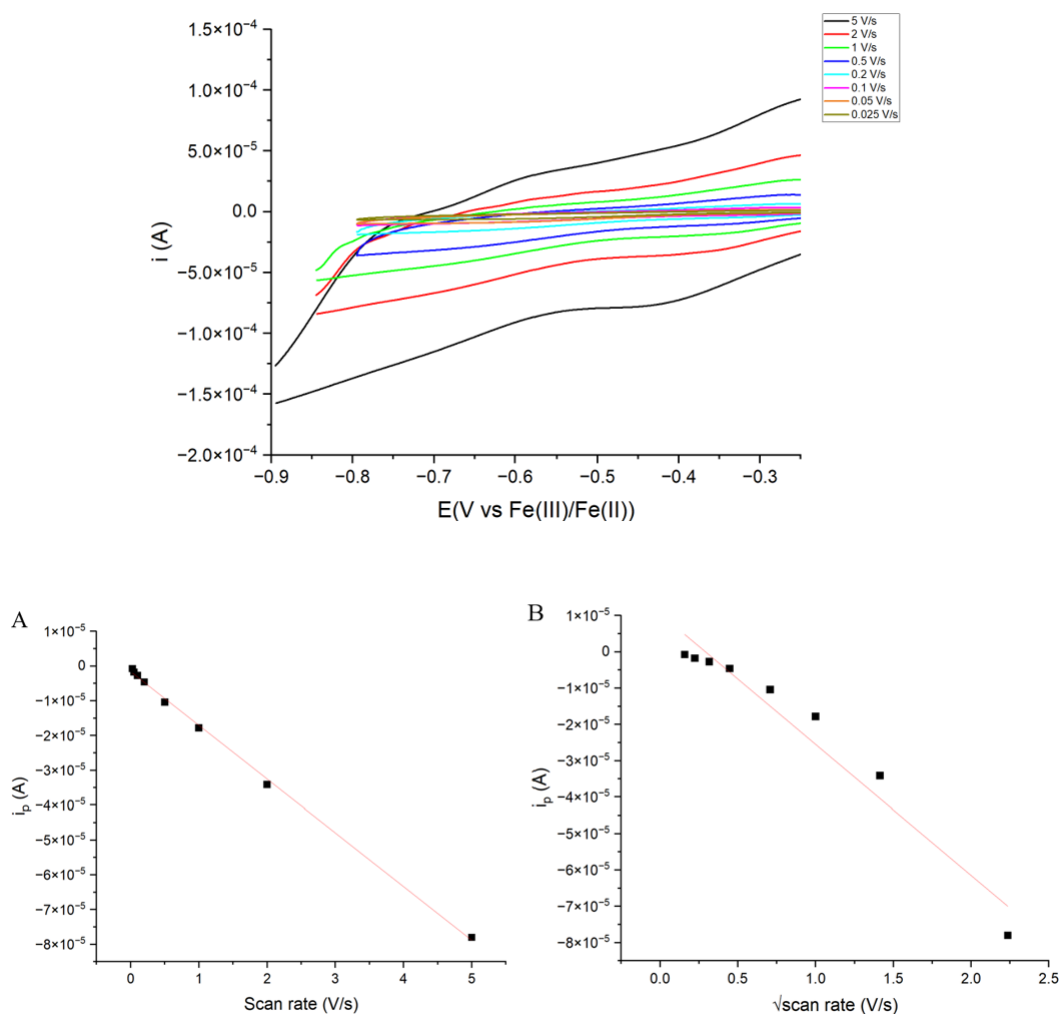 5 V/s
2 V/s
1 V/s
0.5 V/s
0.2 V/s
0.1 V/s
0.05 V/s
0.025 V/s
1.5×10⁻⁴
1.0×10⁻⁴
5.0×10⁻⁵
0.0
−5.0×10⁻⁵
−1.0×10⁻⁴
−1.5×10⁻⁴
−2.0×10⁻⁴
i (A)
−0.9 −0.8 −0.7 −0.6 −0.5 −0.4 −0.3
E(V vs Fe(III)/Fe(II))
A
1×10⁻⁵
0
−1×10⁻⁵
−2×10⁻⁵
−3×10⁻⁵
−4×10⁻⁵
−5×10⁻⁵
−6×10⁻⁵
−7×10⁻⁵
−8×10⁻⁵
iₚ (A)
0 1 2 3 4 5
Scan rate (V/s)
B
1×10⁻⁵
0
−1×10⁻⁵
−2×10⁻⁵
−3×10⁻⁵
−4×10⁻⁵
−5×10⁻⁵
−6×10⁻⁵
−7×10⁻⁵
−8×10⁻⁵
iₚ (A)
0.0 0.5 1.0 1.5 2.0 2.5
√scan rate (V/s)